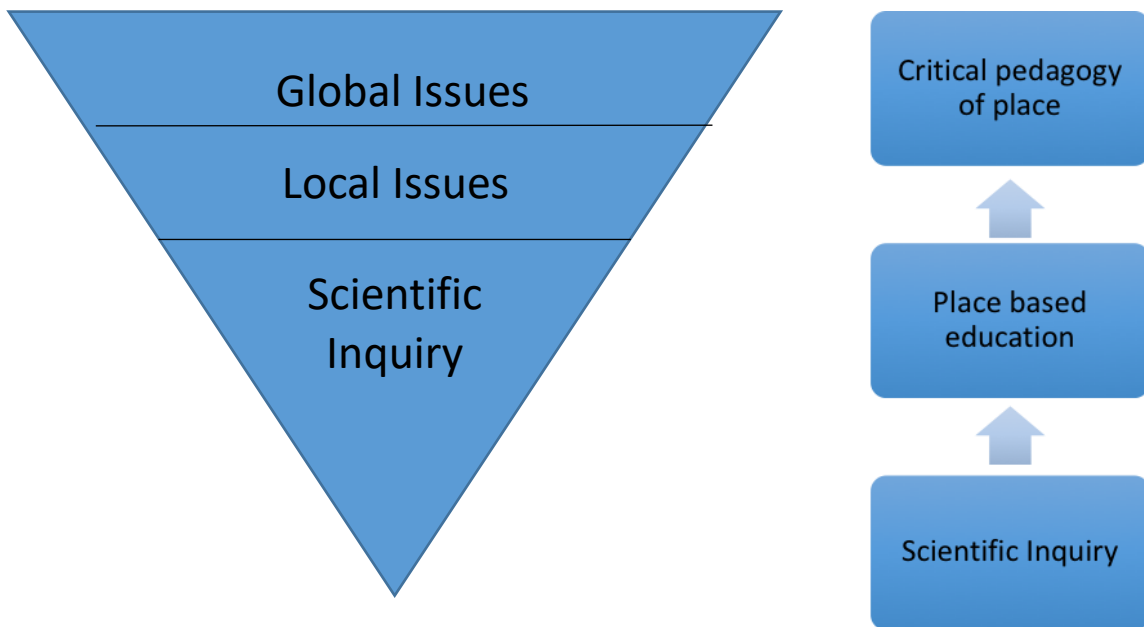 Global Issues
Local Issues
Scientific
Inquiry
Critical pedagogy
of place
Place based
education
Scientific Inquiry